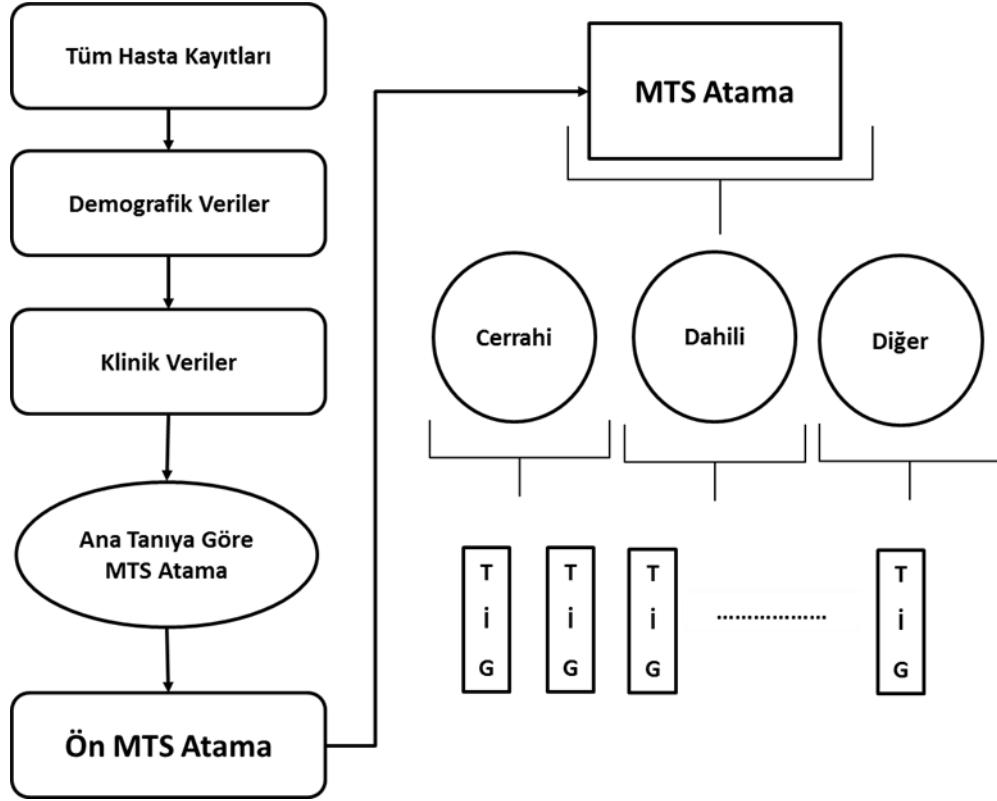 Tüm Hasta Kayıtları
Demografik Veriler
Klinik Veriler
Ana Tanıya Göre
MTS Atama
Ön MTS Atama
MTS Atama
Cerrahi
Dahili
Diğer
T
İ
G
T
İ
G
T
İ
G
..................
T
İ
G